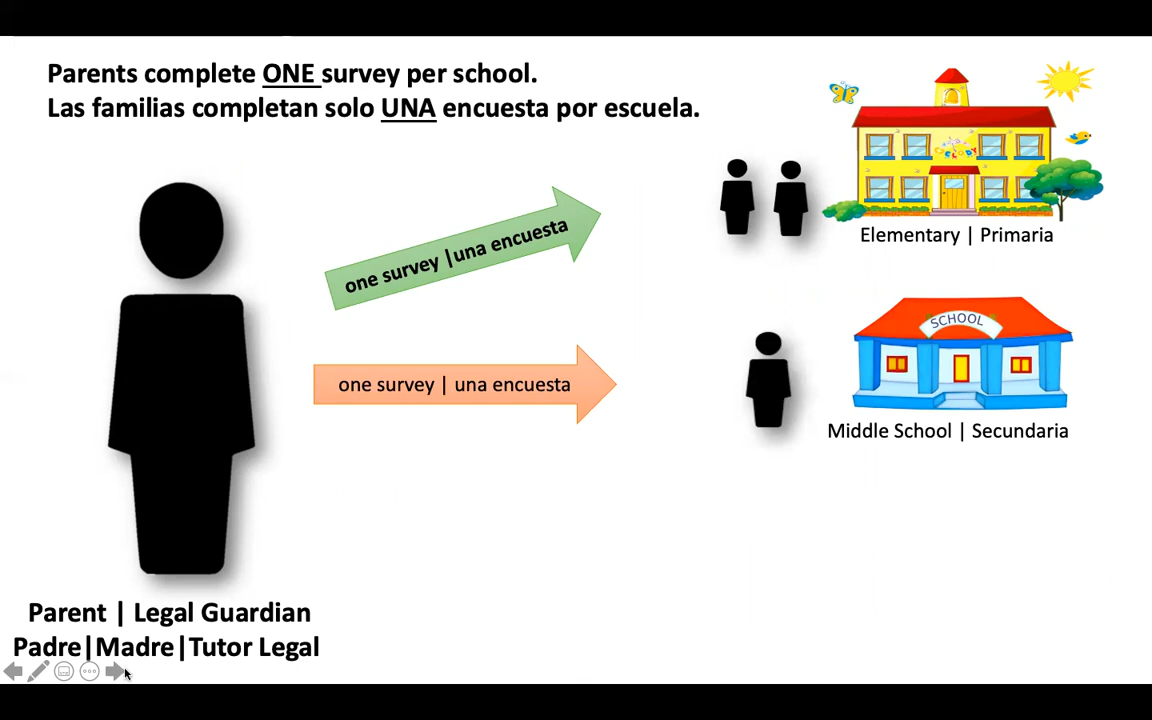 Parents complete ONE survey per school.
Las familias completan solo UNA encuesta por escuela.
one survey |una encuesta
Elementary | Primaria
SCHOOL
one survey | una encuesta
Middle School | Secundaria
Parent | Legal Guardian
Padre|Madre|Tutor Legal